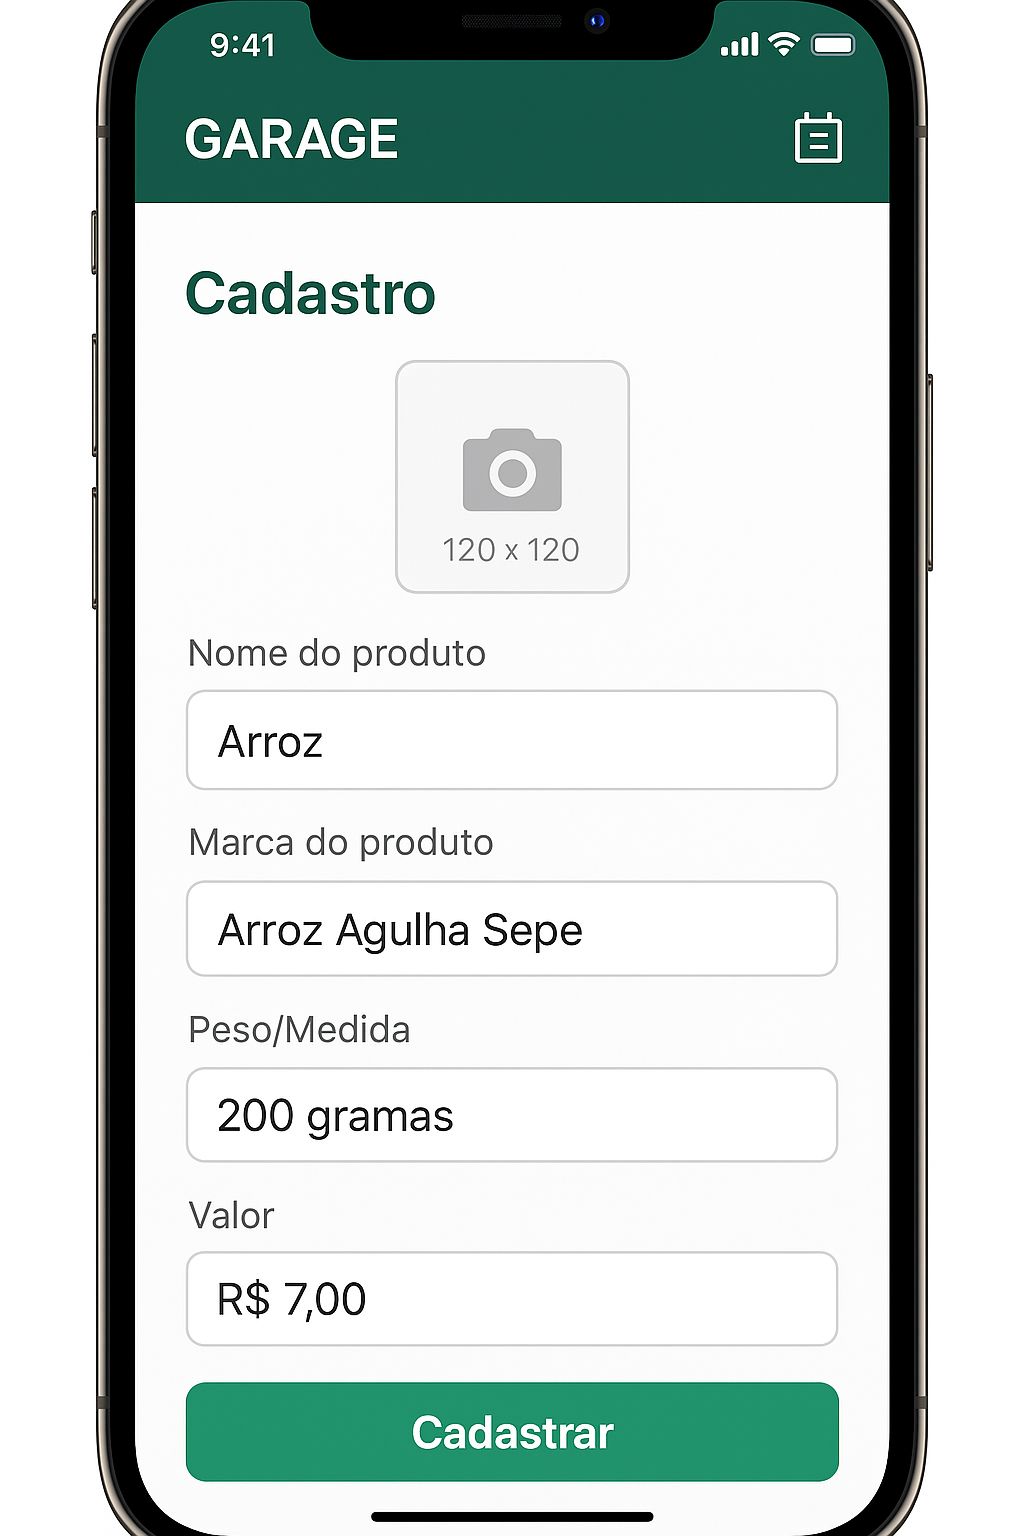 9:41
GARAGE
Cadastro
120 x 120
Nome do produto
Arroz
Marca do produto
Arroz Agulha Sepe
Peso/Medida
200 gramas
Valor
R$ 7,00
Cadastrar